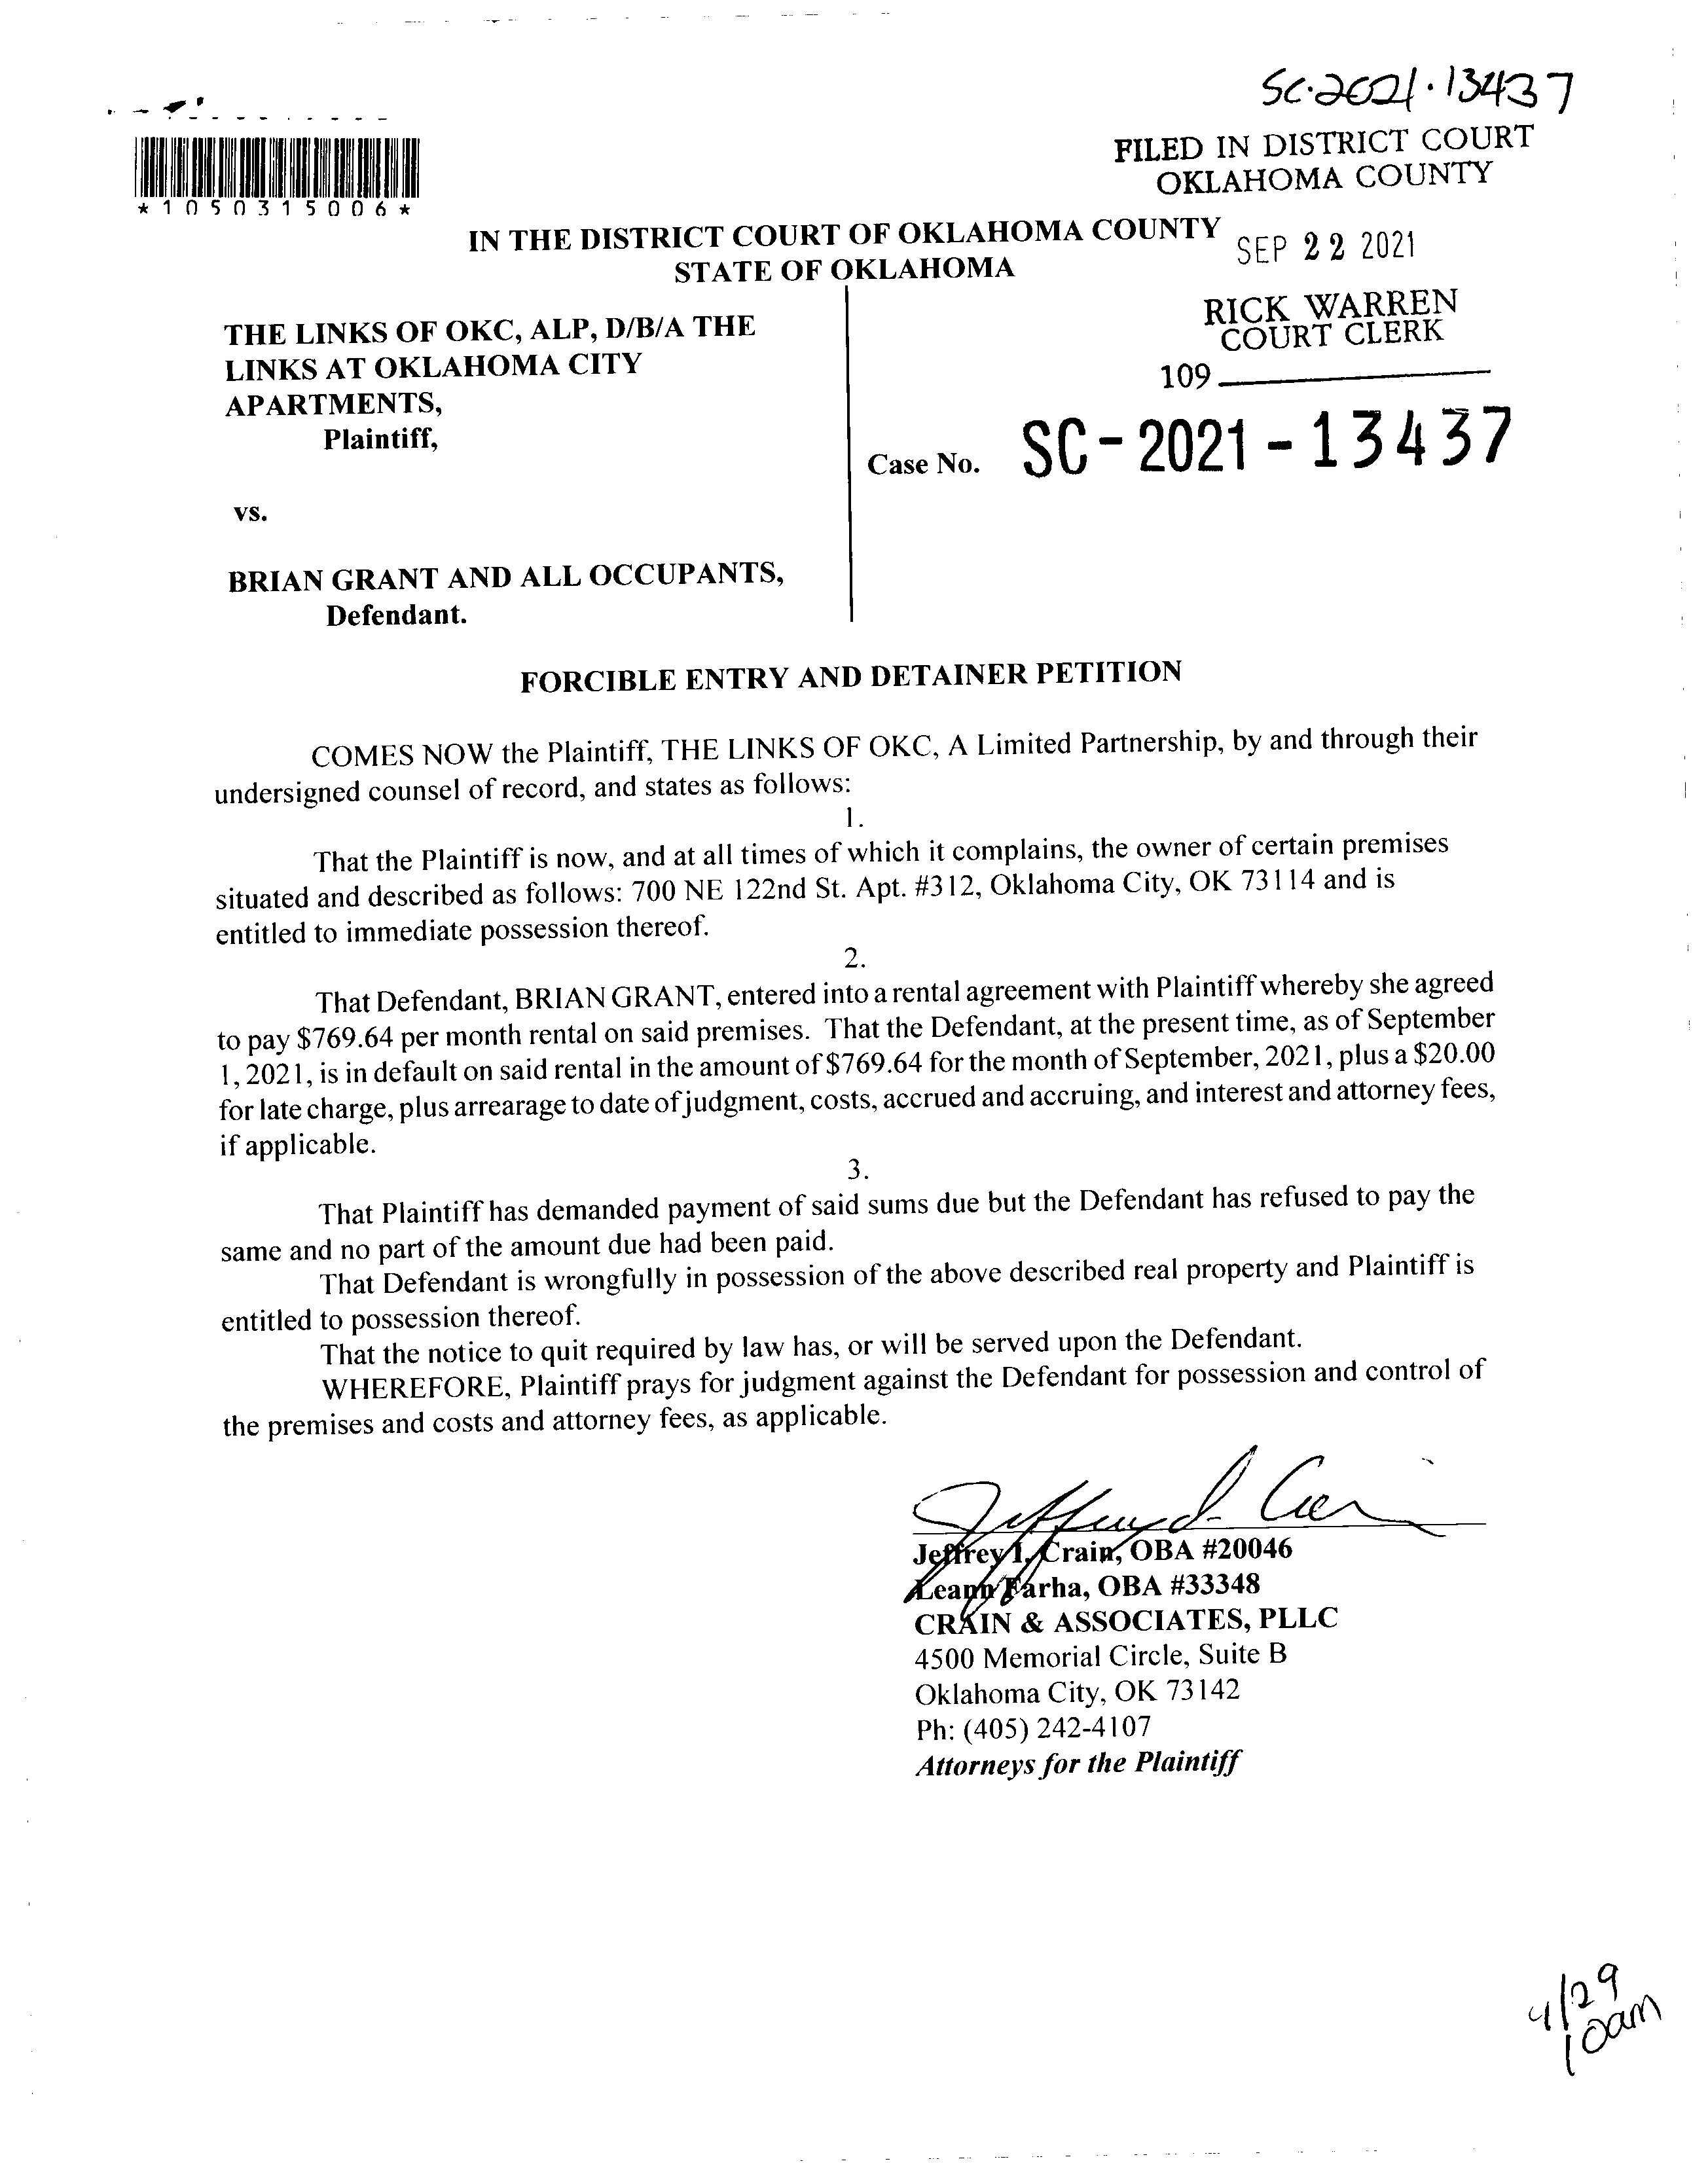 SC-2021-13437
FILED IN DISTRICT COURT
OKLAHOMA COUNTY
*1050315006*
IN THE DISTRICT COURT OF OKLAHOMA COUNTY
STATE OF OKLAHOMA
SEP 22 2021
RICK WARREN
COURT CLERK
109
THE LINKS OF OKC, ALP, D/B/A THE
LINKS AT OKLAHOMA CITY
APARTMENTS,
Plaintiff,
Case No. SC-2021-13437
vs.
BRIAN GRANT AND ALL OCCUPANTS,
Defendant.
FORCIBLE ENTRY AND DETAINER PETITION
COMES NOW the Plaintiff, THE LINKS OF OKC, A Limited Partnership, by and through their
undersigned counsel of record, and states as follows:
1.
That the Plaintiff is now, and at all times of which it complains, the owner of certain premises
situated and described as follows: 700 NE 122nd St. Apt. #312, Oklahoma City, OK 73114 and is
entitled to immediate possession thereof.
2.
That Defendant, BRIAN GRANT, entered into a rental agreement with Plaintiff whereby she agreed
to pay $769.64 per month rental on said premises. That the Defendant, at the present time, as of September
1, 2021, is in default on said rental in the amount of $769.64 for the month of September, 2021, plus a $20.00
for late charge, plus arrearage to date of judgment, costs, accrued and accruing, and interest and attorney fees,
if applicable.
3.
That Plaintiff has demanded payment of said sums due but the Defendant has refused to pay the
same and no part of the amount due had been paid.
That Defendant is wrongfully in possession of the above described real property and Plaintiff is
entitled to possession thereof.
That the notice to quit required by law has, or will be served upon the Defendant.
WHEREFORE, Plaintiff prays for judgment against the Defendant for possession and control of
the premises and costs and attorney fees, as applicable.
Jeffrey I. Crain, OBA #20046
Leann Farha, OBA #33348
CRAIN & ASSOCIATES, PLLC
4500 Memorial Circle, Suite B
Oklahoma City, OK 73142
Ph: (405) 242-4107
Attorneys for the Plaintiff
4/29
10am